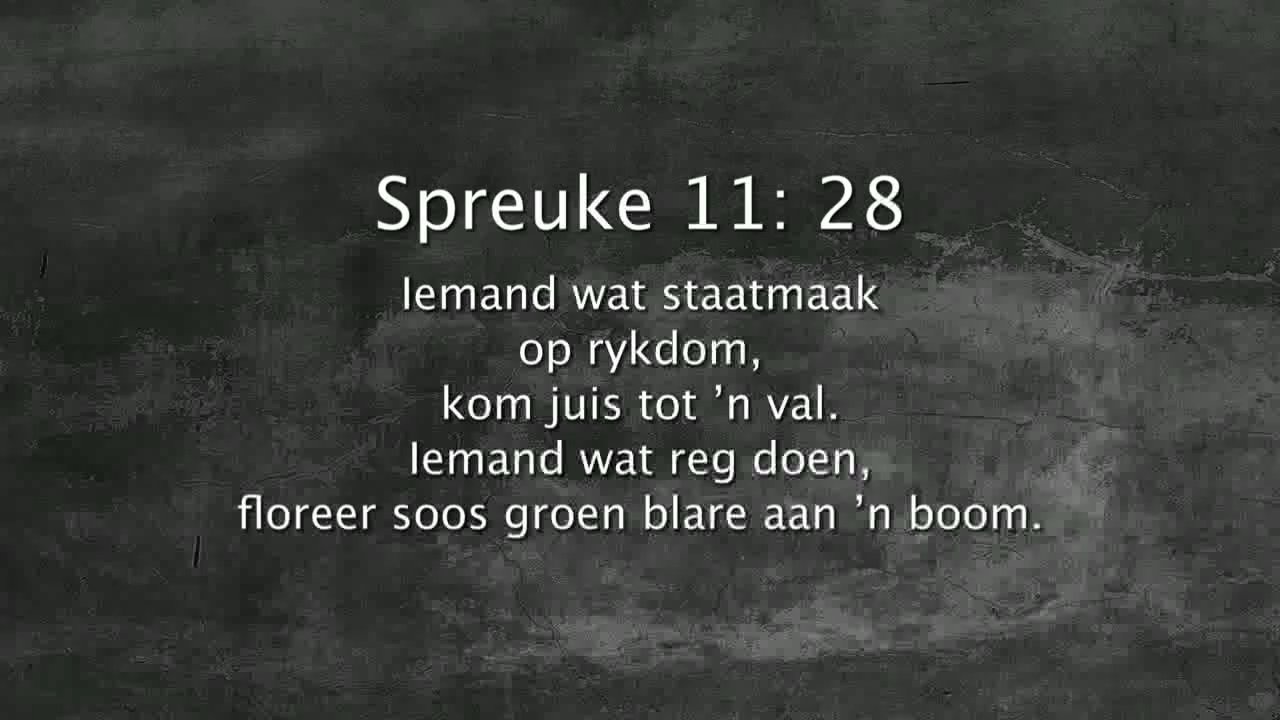 Spreuke 11: 28
Iemand wat staatmaak
op rykdom,
kom juis tot ’n val.
Iemand wat reg doen,
floreer soos groen blare aan ’n boom.